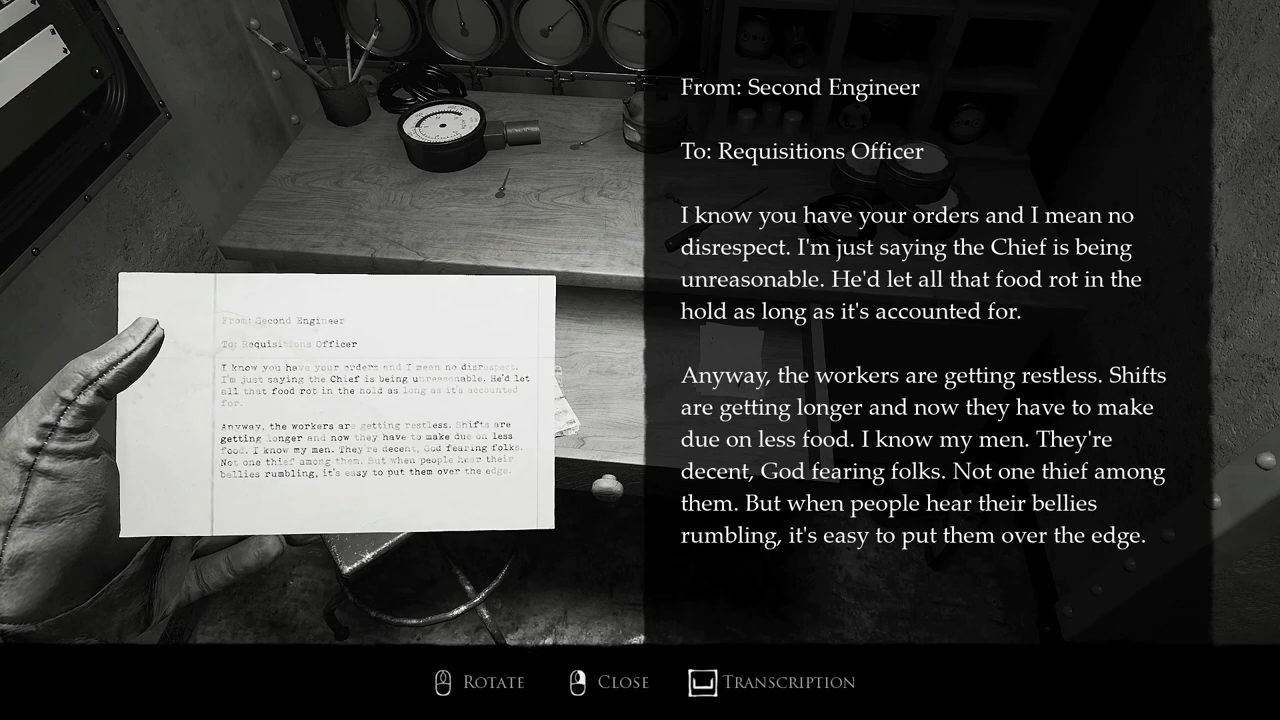 From: Second Engineer
To: Requisitions Officer
I know you have your orders and I mean no disrespect.
I'm just saying the Chief is being unreasonable. He'd let
all that food rot in the hold as long as it's accounted
for.
Anyway, the workers are getting restless. Shifts are
getting longer and now they have to make due on less
food. I know my men. They're decent, God fearing folks.
Not one thief among them. But when people hear their
bellies rumbling, it's easy to put them over the edge.
From: Second Engineer
To: Requisitions Officer
I know you have your orders and I mean no
disrespect. I'm just saying the Chief is being
unreasonable. He'd let all that food rot in the
hold as long as it's accounted for.
Anyway, the workers are getting restless. Shifts
are getting longer and now they have to make
due on less food. I know my men. They're
decent, God fearing folks. Not one thief among
them. But when people hear their bellies
rumbling, it's easy to put them over the edge.
ROTATE
CLOSE
TRANSCRIPTION